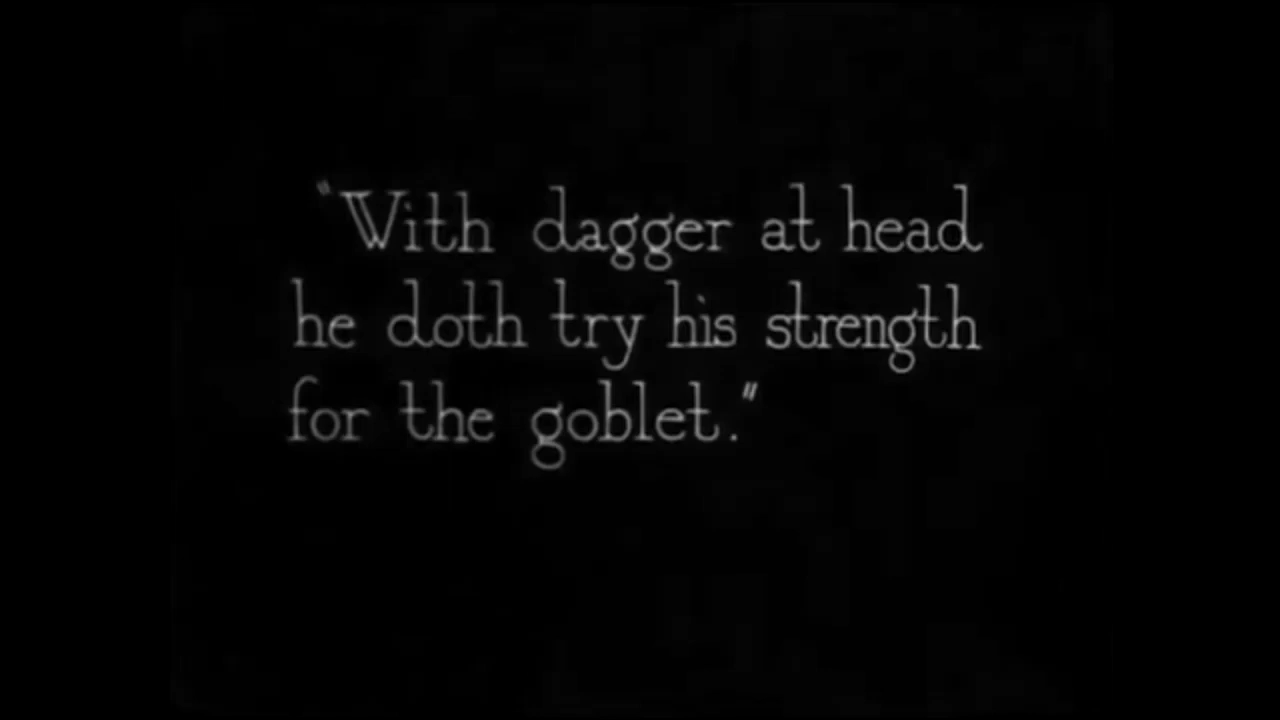 "With dagger at head
he doth try his strength
for the goblet."